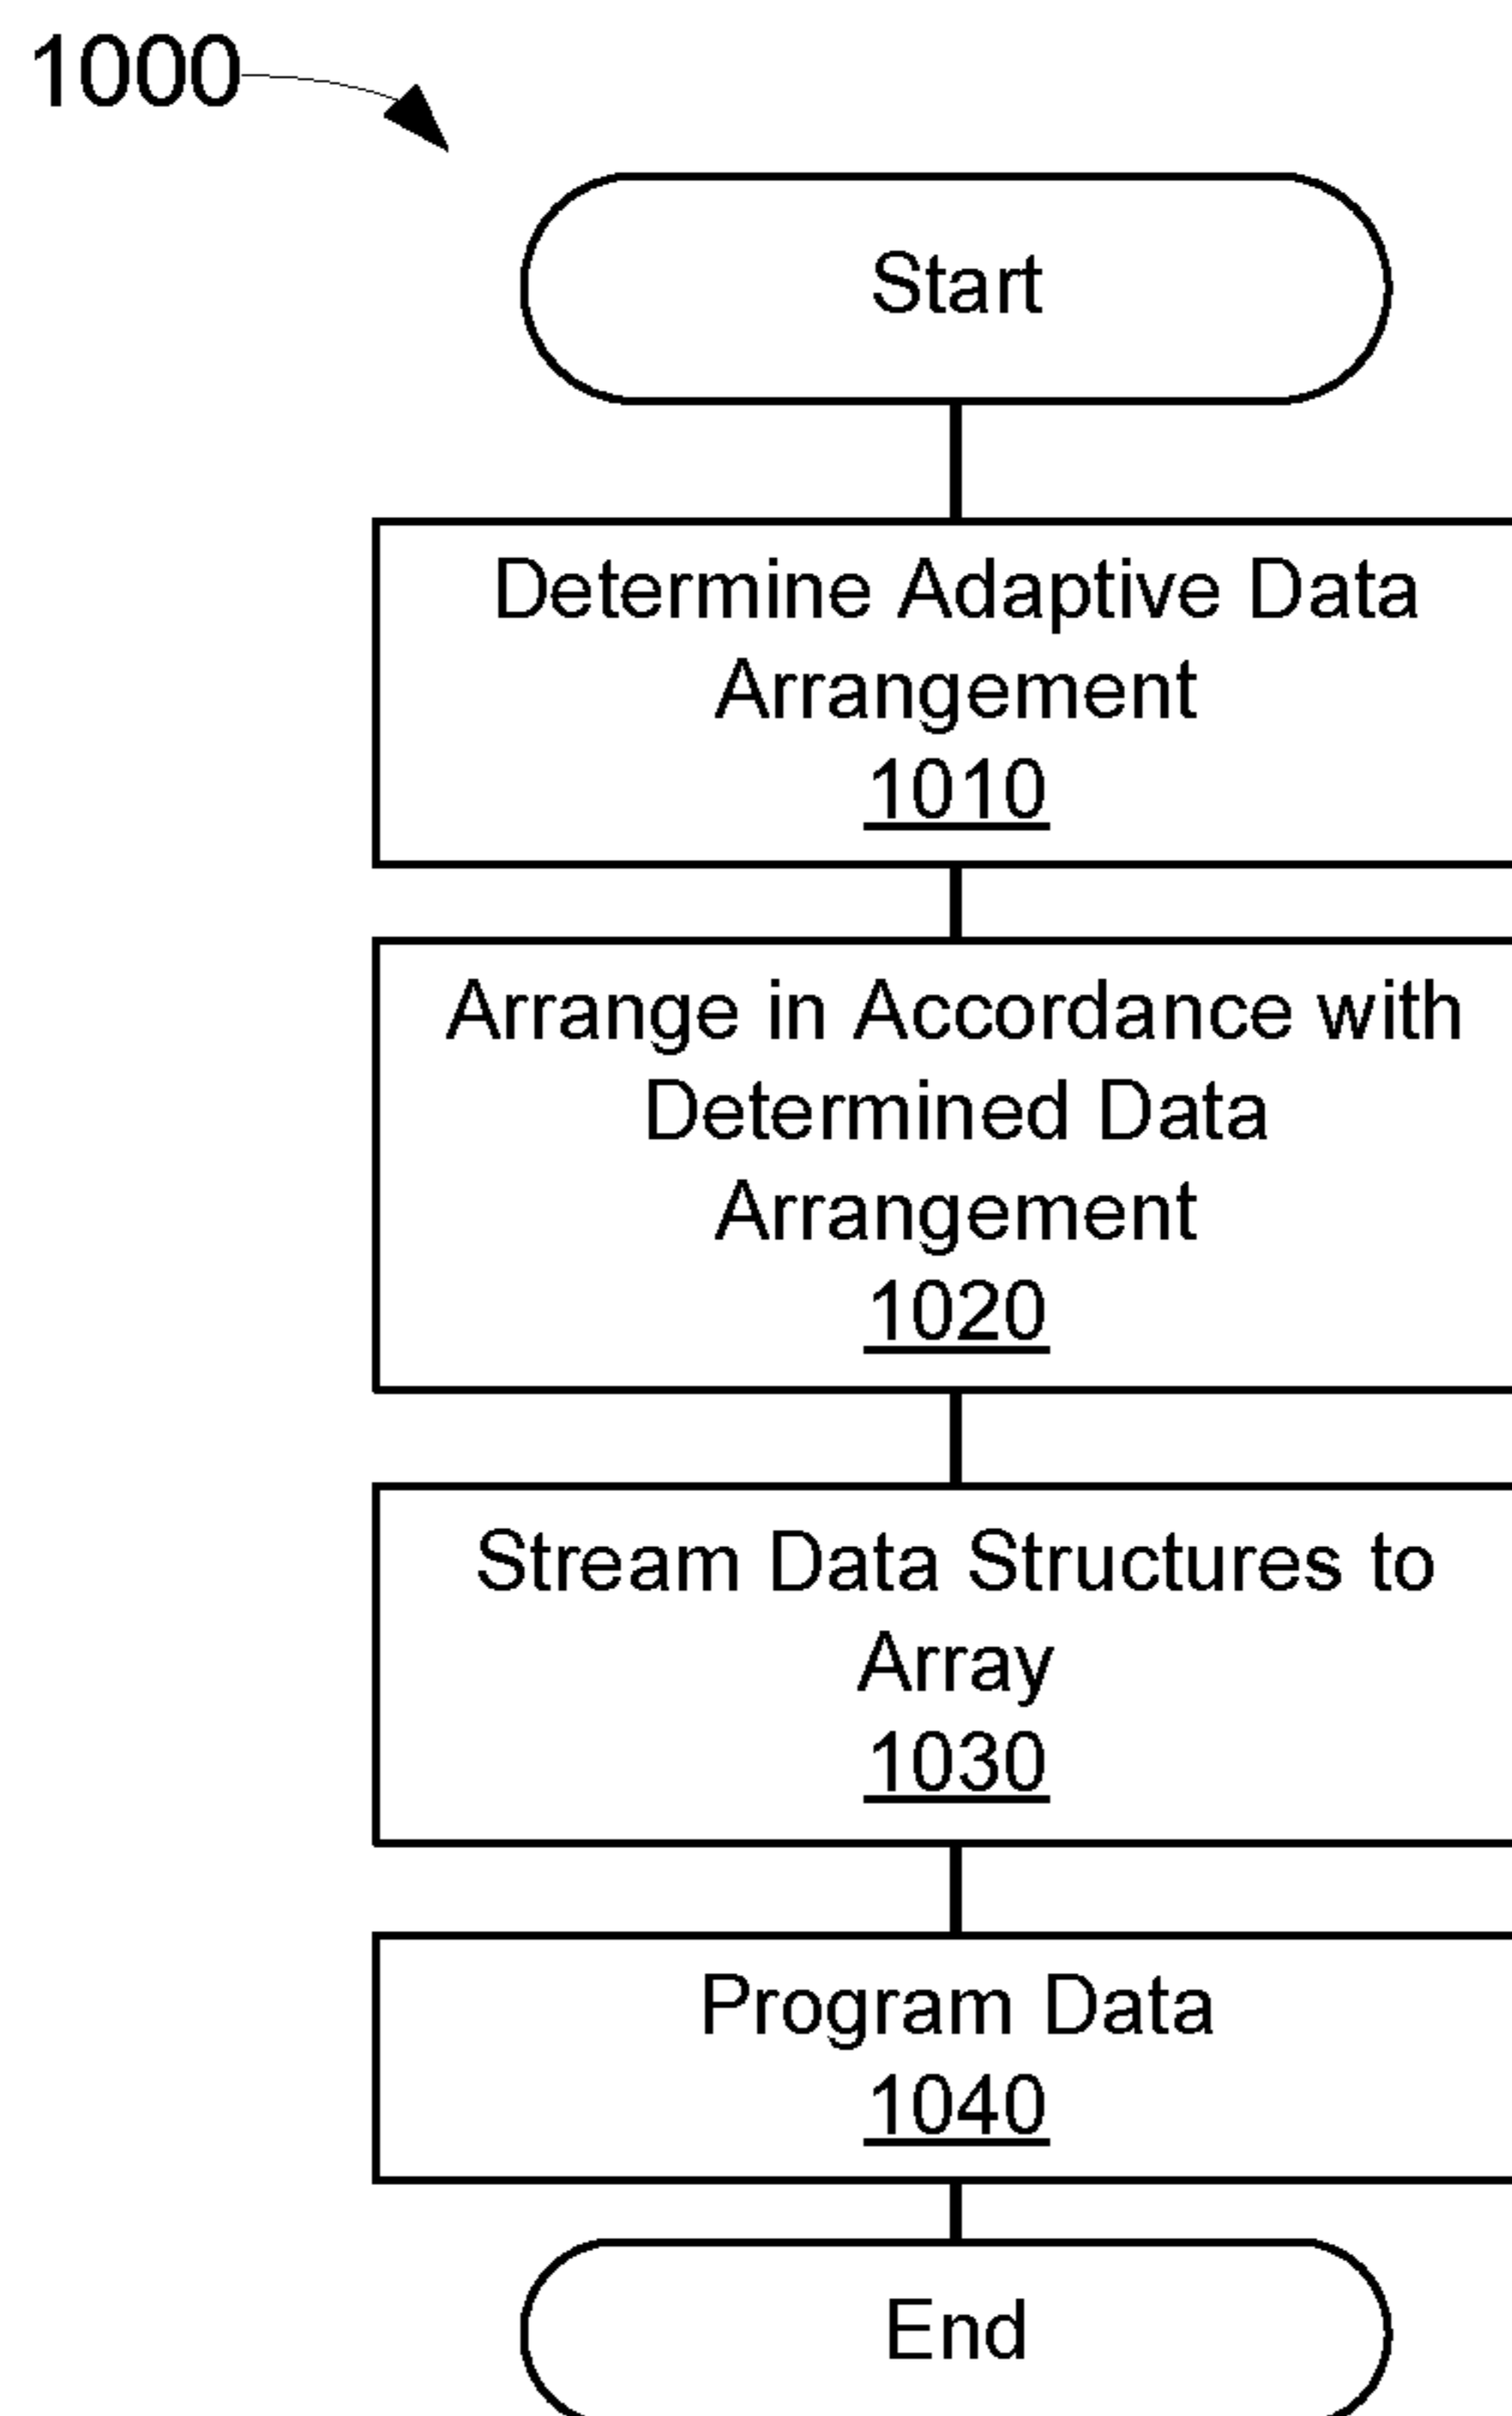 1000
Start
Determine Adaptive Data
Arrangement
1010
Arrange in Accordance with
Determined Data
Arrangement
1020
Stream Data Structures to
Array
1030
Program Data
1040
End